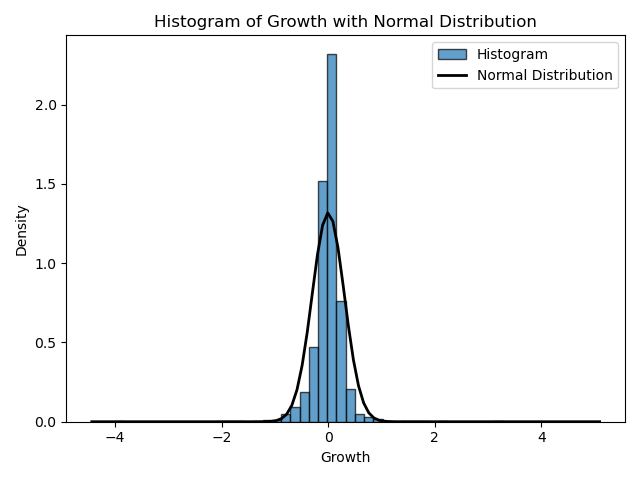 Histogram of Growth with Normal Distribution
Histogram
Normal Distribution
Density
2.0
1.5
1.0
0.5
0.0
−4
−2
0
2
4
Growth